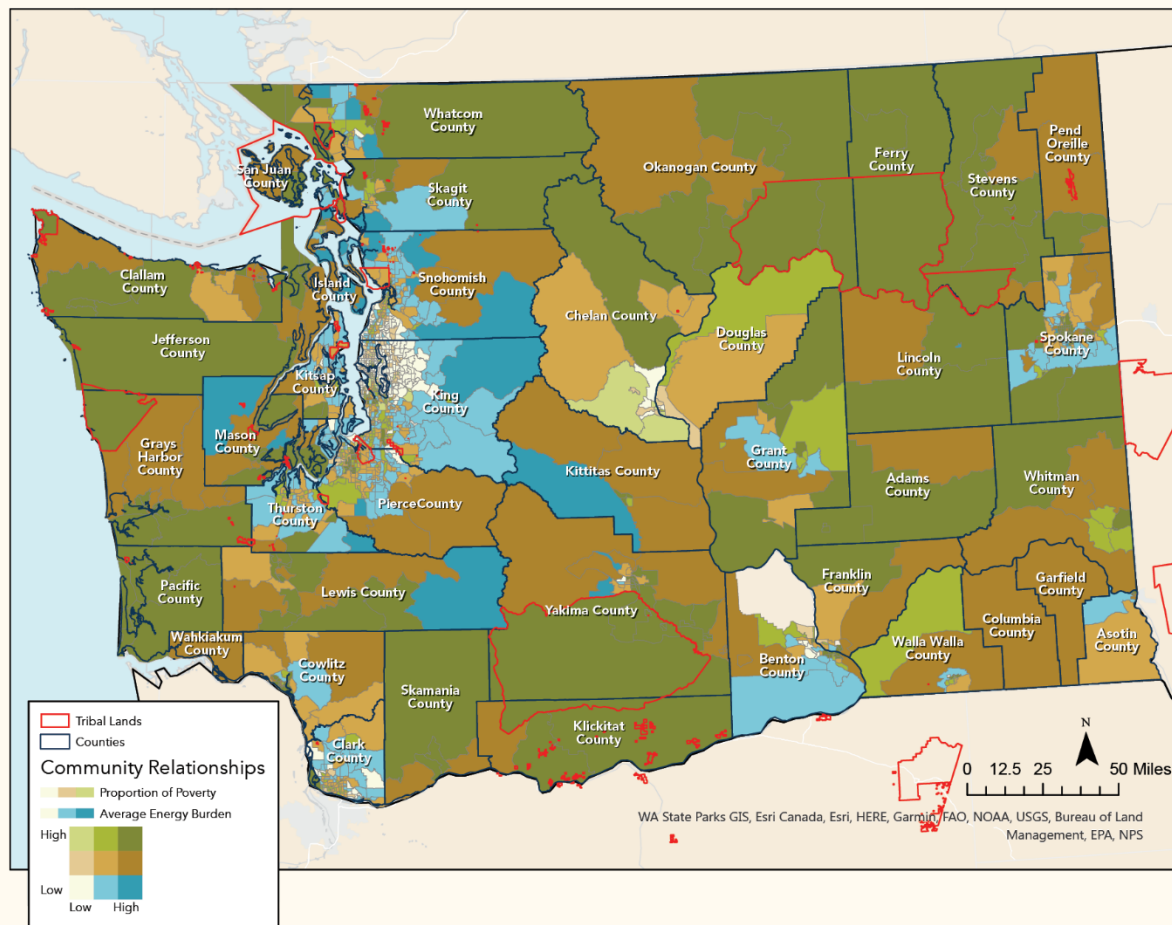 Whatcom
County
San Juan
County
Skagit
County
Okanogan County
Ferry
County
Stevens
County
Pend
Oreille
County
Clallam
County
Island
County
Snohomish
County
Chelan County
Douglas
County
Jefferson
County
Kitsap
County
King
County
Lincoln
County
Spokane
County
Grays
Harbor
County
Mason
County
Kittitas County
Grant
County
Adams
County
Whitman
County
Thurston
County
PierceCounty
Pacific
County
Lewis County
Yakima County
Franklin
County
Garfield
County
Wahkiakum
County
Cowlitz
County
Skamania
County
Benton
County
Walla Walla
County
Columbia
County
Asotin
County
Clark
County
Klickitat
County
Tribal Lands
Counties
Community Relationships
Proportion of Poverty
Average Energy Burden
High
Low
Low High
N
0 12.5 25 50 Miles
WA State Parks GIS, Esri Canada, Esri, HERE, Garmin, FAO, NOAA, USGS, Bureau of Land
Management, EPA, NPS